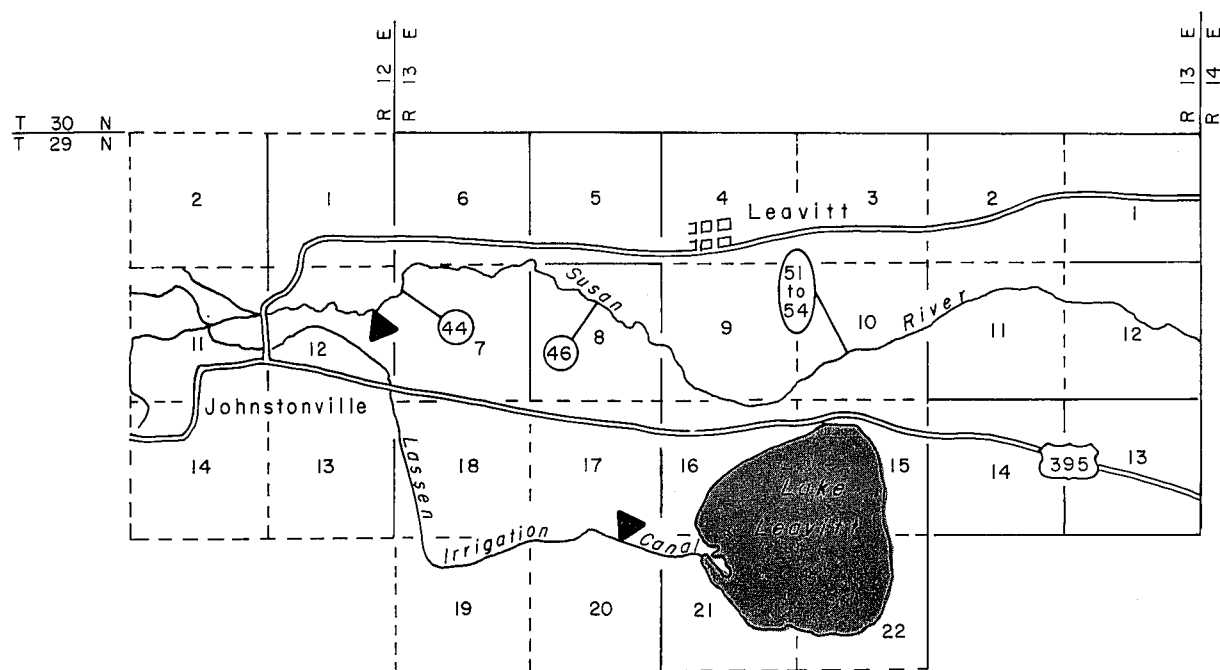 R 12 E
R 13 E
R 13 E
R 14 E
T 30 N
T 29 N
2
1
6
5
4
3
2
1
Leavitt
Susan
River
51
to
54
44
46
11
12
7
8
9
10
11
12
Johnstonville
Lassen
Irrigation
Canal
14
13
18
17
16
15
14
13
395
Lake
Leavitt
19
20
21
22